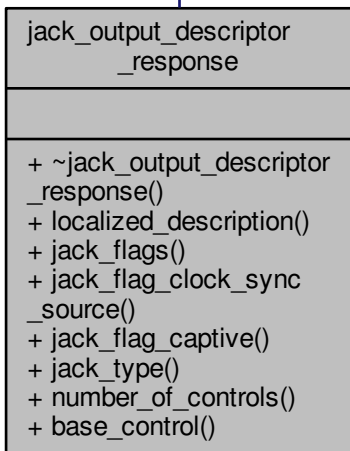 jack_output_descriptor
_response
+ ~jack_output_descriptor
_response()
+ localized_description()
+ jack_flags()
+ jack_flag_clock_sync
_source()
+ jack_flag_captive()
+ jack_type()
+ number_of_controls()
+ base_control()